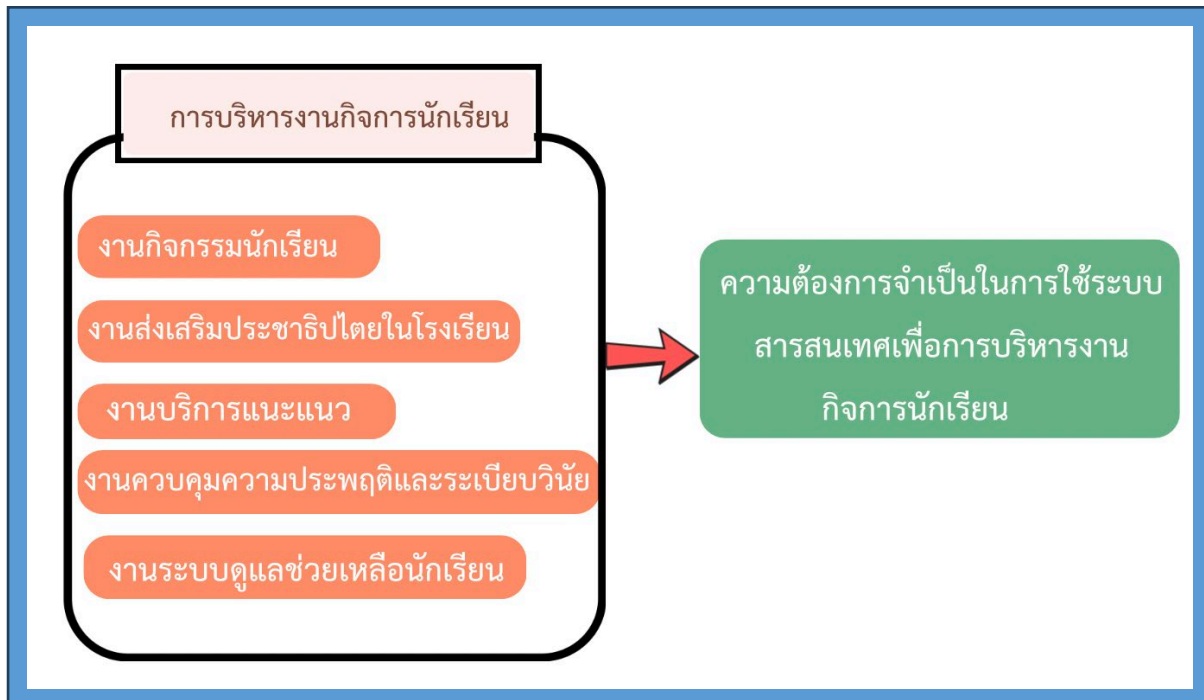 การบริหารงานกิจการนักเรียน
งานกิจกรรมนักเรียน
งานส่งเสริมประชาธิปไตยในโรงเรียน
งานบริการแนะแนว
งานควบคุมความประพฤติและระเบียบวินัย
งานระบบดูแลช่วยเหลือนักเรียน
ความต้องการจำเป็นในการใช้ระบบ
สารสนเทศเพื่อการบริหารงาน
กิจการนักเรียน